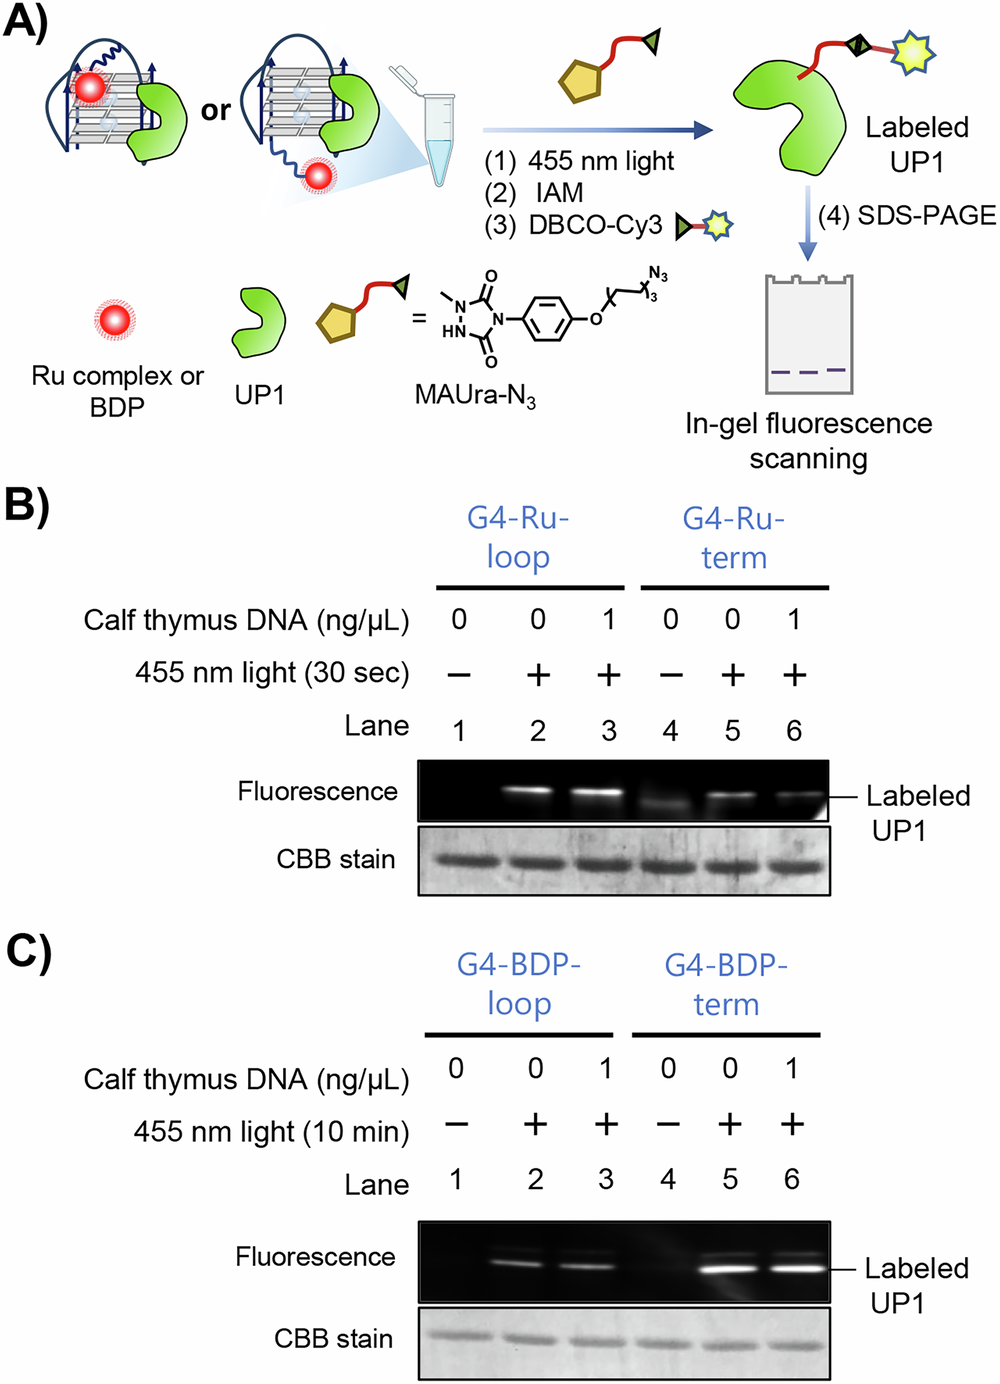 A)
or
(1) 455 nm light
(2) IAM
(3) DBCO-Cy3
Labeled
UP1
(4) SDS-PAGE
Ru complex or
BDP
UP1
=
N
HN
N
O
O
O
N3
3
MAUra-N3
In-gel fluorescence
scanning
B)
G4-Ru-
loop
G4-Ru-
term
Calf thymus DNA (ng/µL) 0 0 1 0 0 1
455 nm light (30 sec) − + + − + +
Lane 1 2 3 4 5 6
Fluorescence
Labeled
UP1
CBB stain
C)
G4-BDP-
loop
G4-BDP-
term
Calf thymus DNA (ng/µL) 0 0 1 0 0 1
455 nm light (10 min) − + + − + +
Lane 1 2 3 4 5 6
Fluorescence
Labeled
UP1
CBB stain